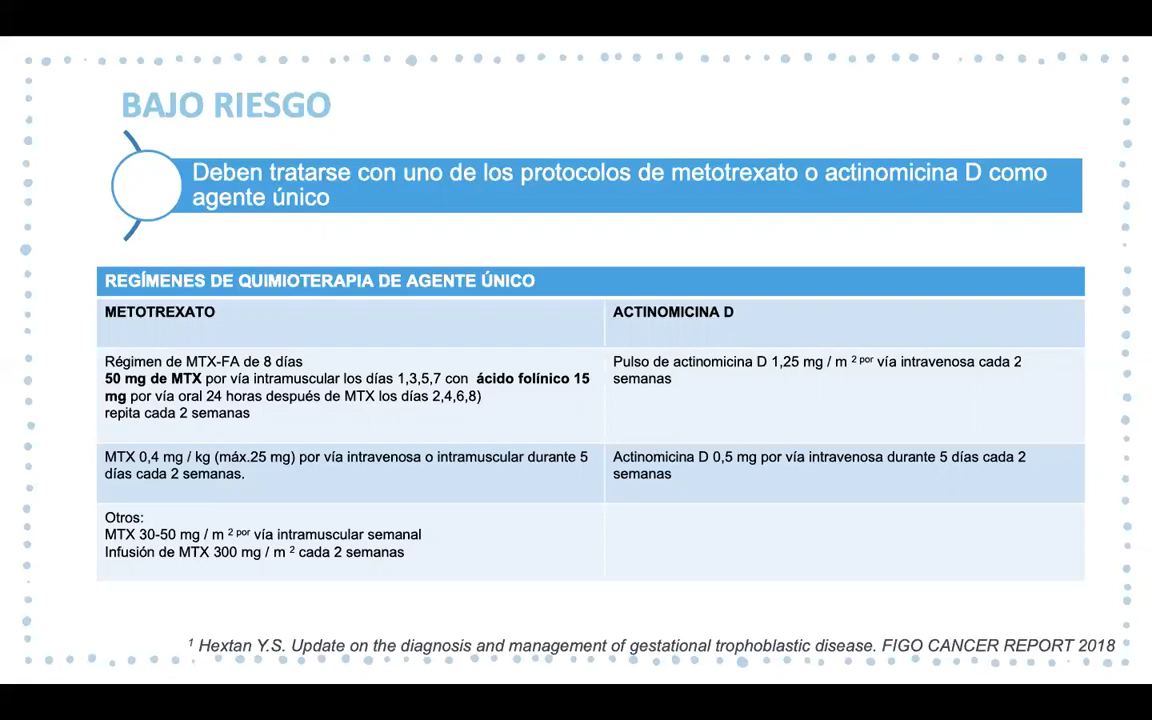 BAJO RIESGO
Deben tratarse con uno de los protocolos de metotrexato o actinomicina D como
agente único
REGÍMENES DE QUIMIOTERAPIA DE AGENTE ÚNICO
METOTREXATO
ACTINOMICINA D
Régimen de MTX-FA de 8 días
50 mg de MTX por vía intramuscular los días 1,3,5,7 con ácido folínico 15
mg por vía oral 24 horas después de MTX los días 2,4,6,8)
repita cada 2 semanas
Pulso de actinomicina D 1,25 mg / m 2 por vía intravenosa cada 2
semanas
MTX 0,4 mg / kg (máx.25 mg) por vía intravenosa o intramuscular durante 5
días cada 2 semanas.
Actinomicina D 0,5 mg por vía intravenosa durante 5 días cada 2
semanas
Otros:
MTX 30-50 mg / m 2 por vía intramuscular semanal
Infusión de MTX 300 mg / m 2 cada 2 semanas
1 Hextan Y.S. Update on the diagnosis and management of gestational trophoblastic disease. FIGO CANCER REPORT 2018